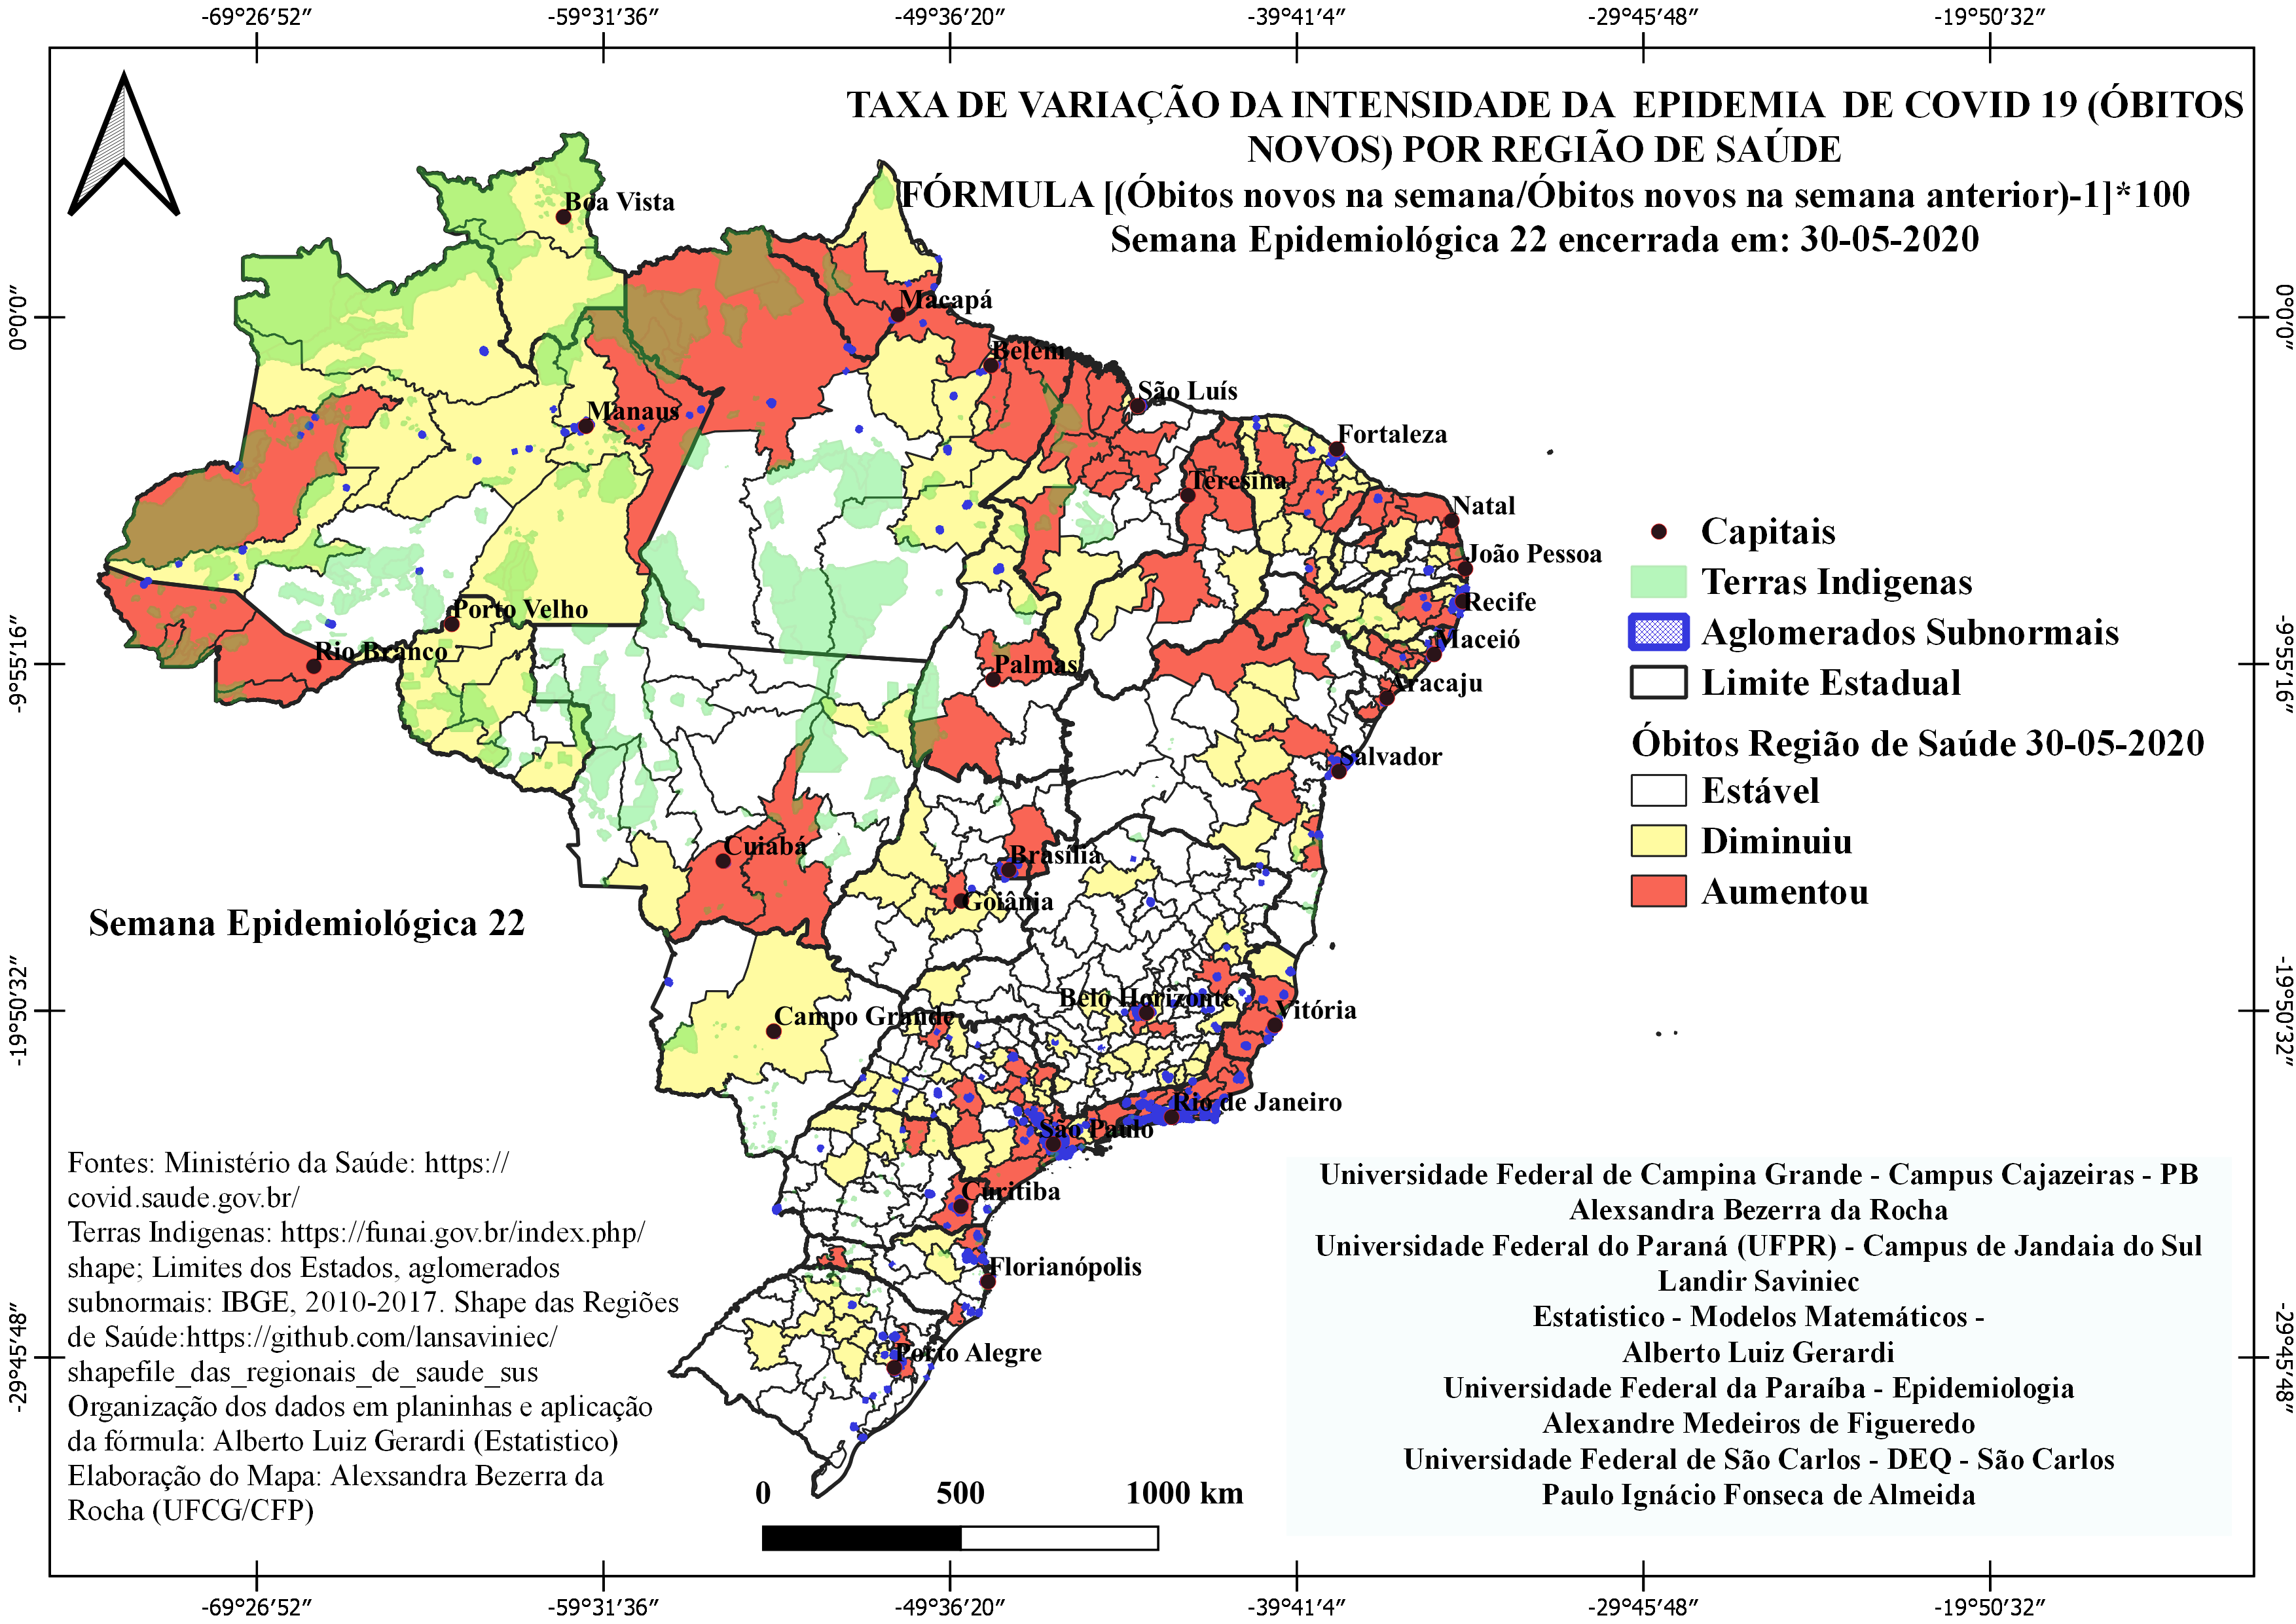 -69°26′52″ -59°31′36″ -49°36′20″ -39°41′4″ -29°45′48″ -19°50′32″
TAXA DE VARIAÇÃO DA INTENSIDADE DA EPIDEMIA DE COVID 19 (ÓBITOS
NOVOS) POR REGIÃO DE SAÚDE
FÓRMULA [(Óbitos novos na semana/Óbitos novos na semana anterior)-1]*100
Semana Epidemiológica 22 encerrada em: 30-05-2020
Boa Vista
Macapá
0°0′0″ 0°0′0″
Belém
São Luís
Manaus
Fortaleza
Teresina
Natal
João Pessoa
Recife
Porto Velho
Maceió
Rio Branco
Palmas
-9°55′16″ -9°55′16″
Aracaju
Salvador
Cuiabá
Brasília
Goiânia
Capitais
Terras Indigenas
Aglomerados Subnormais
Limite Estadual
Óbitos Região de Saúde 30-05-2020
Estável
Diminuiu
Aumentou
Semana Epidemiológica 22
Belo Horizonte
Vitória
-19°50′32″ -19°50′32″
Campo Grande
Rio de Janeiro
São Paulo
Curitiba
Florianópolis
Porto Alegre
-29°45′48″ -29°45′48″
Fontes: Ministério da Saúde: https://
covid.saude.gov.br/
Terras Indigenas: https://funai.gov.br/index.php/
shape; Limites dos Estados, aglomerados
subnormais: IBGE, 2010-2017. Shape das Regiões
de Saúde:https://github.com/lansaviniec/
shapefile_das_regionais_de_saude_sus
Organização dos dados em planinhas e aplicação
da fórmula: Alberto Luiz Gerardi (Estatistico)
Elaboração do Mapa: Alexsandra Bezerra da
Rocha (UFCG/CFP)
0 500 1000 km
Universidade Federal de Campina Grande - Campus Cajazeiras - PB
Alexsandra Bezerra da Rocha
Universidade Federal do Paraná (UFPR) - Campus de Jandaia do Sul
Landir Saviniec
Estatistico - Modelos Matemáticos -
Alberto Luiz Gerardi
Universidade Federal da Paraíba - Epidemiologia
Alexandre Medeiros de Figueredo
Universidade Federal de São Carlos - DEQ - São Carlos
Paulo Ignácio Fonseca de Almeida
-69°26′52″ -59°31′36″ -49°36′20″ -39°41′4″ -29°45′48″ -19°50′32″